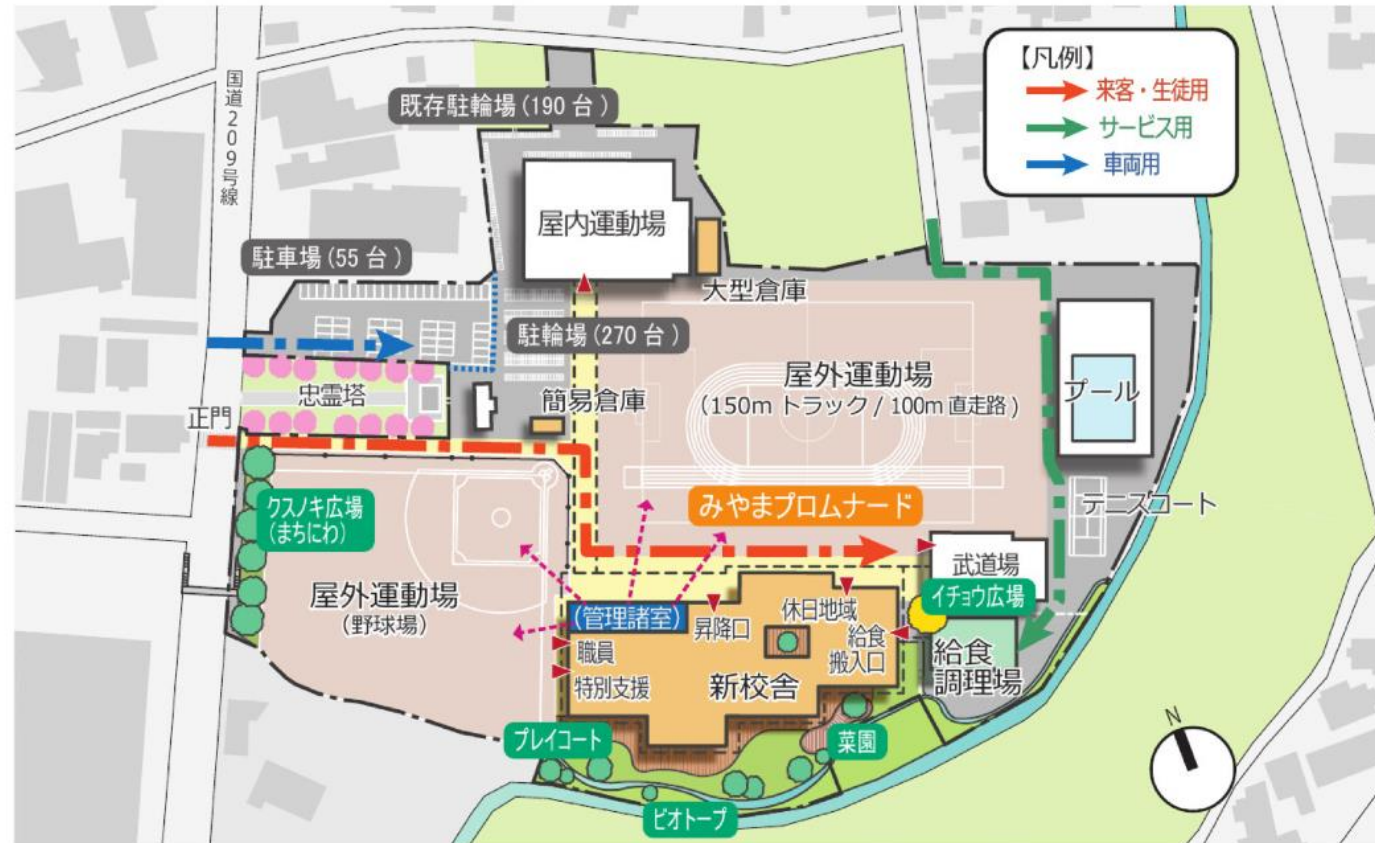 【凡例】
来客・生徒用
サービス用
車両用
国道209号線
既存駐輪場(190台)
屋内運動場
駐車場(55台)
大型倉庫
駐輪場(270台)
屋外運動場
(150mトラック/100m直走路)
プール
忠霊塔
簡易倉庫
正門
クスノキ広場
(まちにわ)
みやまプロムナード
テニスコート
武道場
イチョウ広場
屋外運動場
(野球場)
(管理諸室)
昇降口
休日地域
給食
搬入口
職員
特別支援
新校舎
給食
調理場
プレイコート
菜園
ビオトープ
N